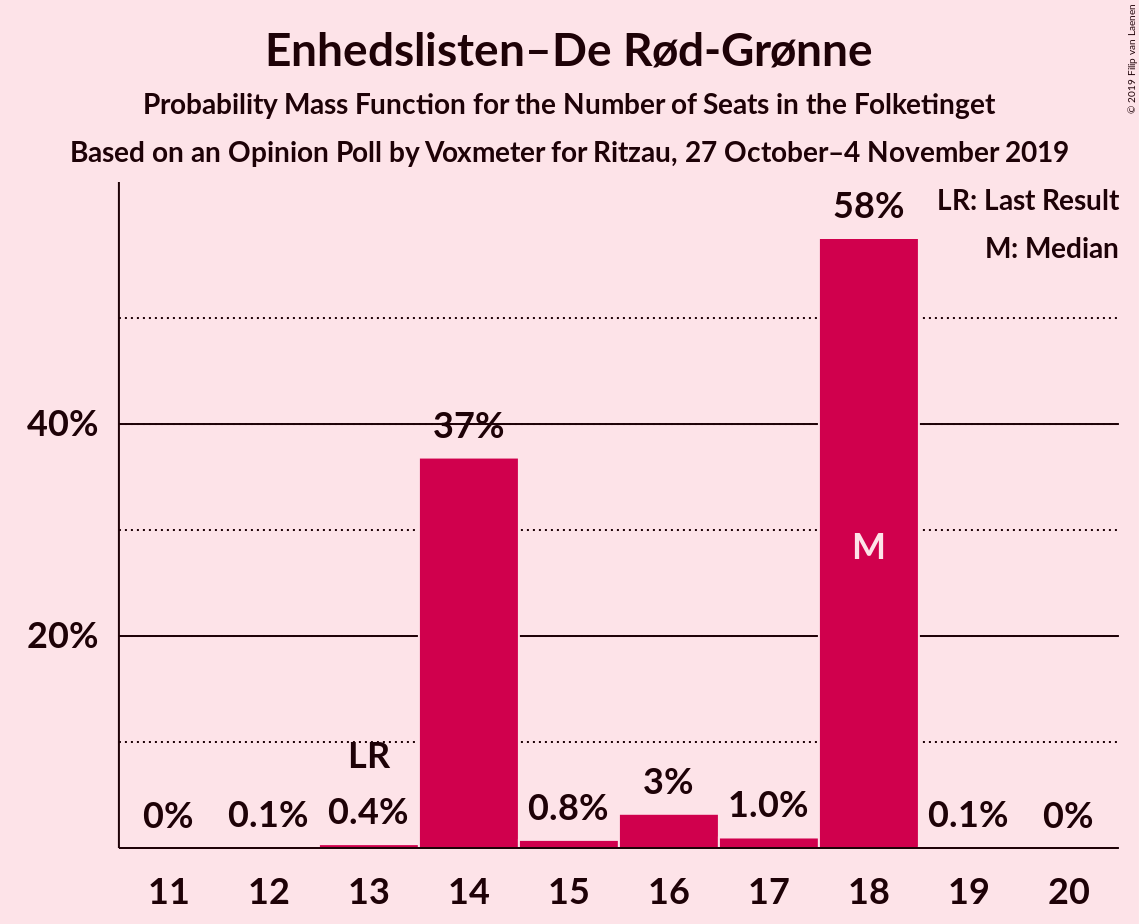 Enhedslisten–De Rød-Grønne
Probability Mass Function for the Number of Seats in the Folketinget
Based on an Opinion Poll by Voxmeter for Ritzau, 27 October–4 November 2019
© 2019 Filip van Laenen
LR: Last Result
M: Median
40%
20%
0%
0.1%
LR
0.4%
37%
0.8%
3%
1.0%
58%
M
0.1%
0%
11 12 13 14 15 16 17 18 19 20